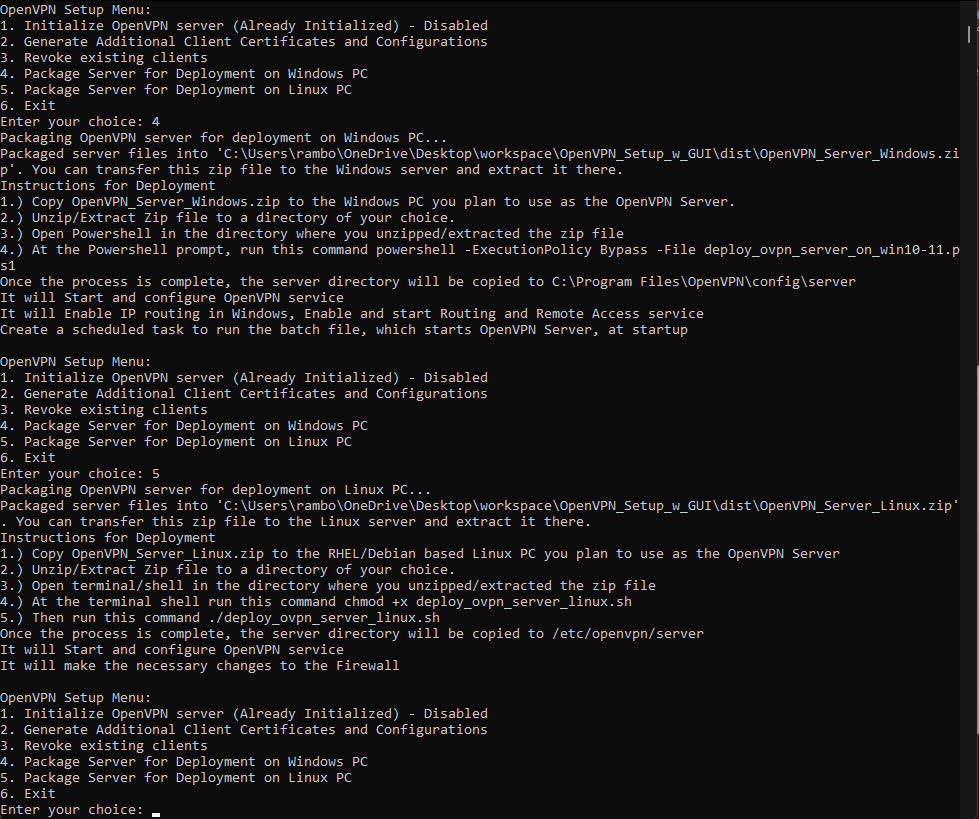 OpenVPN Setup Menu:
1. Initialize OpenVPN server (Already Initialized) - Disabled
2. Generate Additional Client Certificates and Configurations
3. Revoke existing clients
4. Package Server for Deployment on Windows PC
5. Package Server for Deployment on Linux PC
6. Exit
Enter your choice: 4
Packaging OpenVPN server for deployment on Windows PC...
Packaged server files into 'C:\Users\rambo\OneDrive\Desktop\workspace\OpenVPN_Setup_w_GUI\dist\OpenVPN_Server_Windows.zi
p'. You can transfer this zip file to the Windows server and extract it there.
Instructions for Deployment
1.) Copy OpenVPN_Server_Windows.zip to the Windows PC you plan to use as the OpenVPN Server.
2.) Unzip/Extract Zip file to a directory of your choice.
3.) Open Powershell in the directory where you unzipped/extracted the zip file
4.) At the Powershell prompt, run this command powershell -ExecutionPolicy Bypass -File deploy_ovpn_server_on_win10-11.p
s1
Once the process is complete, the server directory will be copied to C:\Program Files\OpenVPN\config\server
It will Start and configure OpenVPN service
It will Enable IP routing in Windows, Enable and start Routing and Remote Access service
Create a scheduled task to run the batch file, which starts OpenVPN Server, at startup

OpenVPN Setup Menu:
1. Initialize OpenVPN server (Already Initialized) - Disabled
2. Generate Additional Client Certificates and Configurations
3. Revoke existing clients
4. Package Server for Deployment on Windows PC
5. Package Server for Deployment on Linux PC
6. Exit
Enter your choice: 5
Packaging OpenVPN server for deployment on Linux PC...
Packaged server files into 'C:\Users\rambo\OneDrive\Desktop\workspace\OpenVPN_Setup_w_GUI\dist\OpenVPN_Server_Linux.zip'
. You can transfer this zip file to the Linux server and extract it there.
Instructions for Deployment
1.) Copy OpenVPN_Server_Linux.zip to the RHEL/Debian based Linux PC you plan to use as the OpenVPN Server
2.) Unzip/Extract Zip file to a directory of your choice.
3.) Open terminal/shell in the directory where you unzipped/extracted the zip file
4.) At the terminal shell run this command chmod +x deploy_ovpn_server_linux.sh
5.) Then run this command ./deploy_ovpn_server_linux.sh
Once the process is complete, the server directory will be copied to /etc/openvpn/server
It will Start and configure OpenVPN service
It will make the necessary changes to the Firewall

OpenVPN Setup Menu:
1. Initialize OpenVPN server (Already Initialized) - Disabled
2. Generate Additional Client Certificates and Configurations
3. Revoke existing clients
4. Package Server for Deployment on Windows PC
5. Package Server for Deployment on Linux PC
6. Exit
Enter your choice: